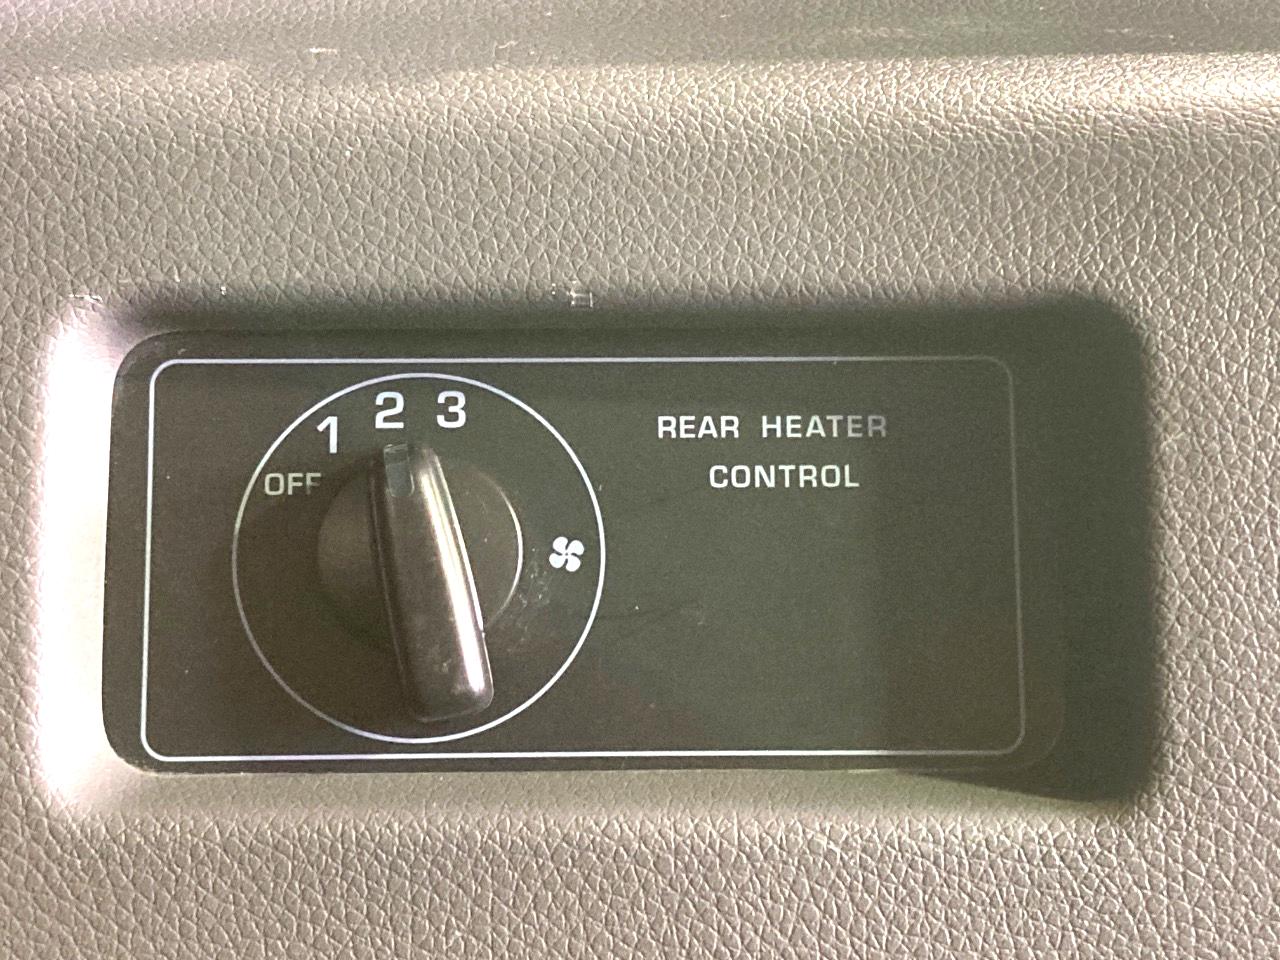 OFF 1 2 3
REAR HEATER
CONTROL